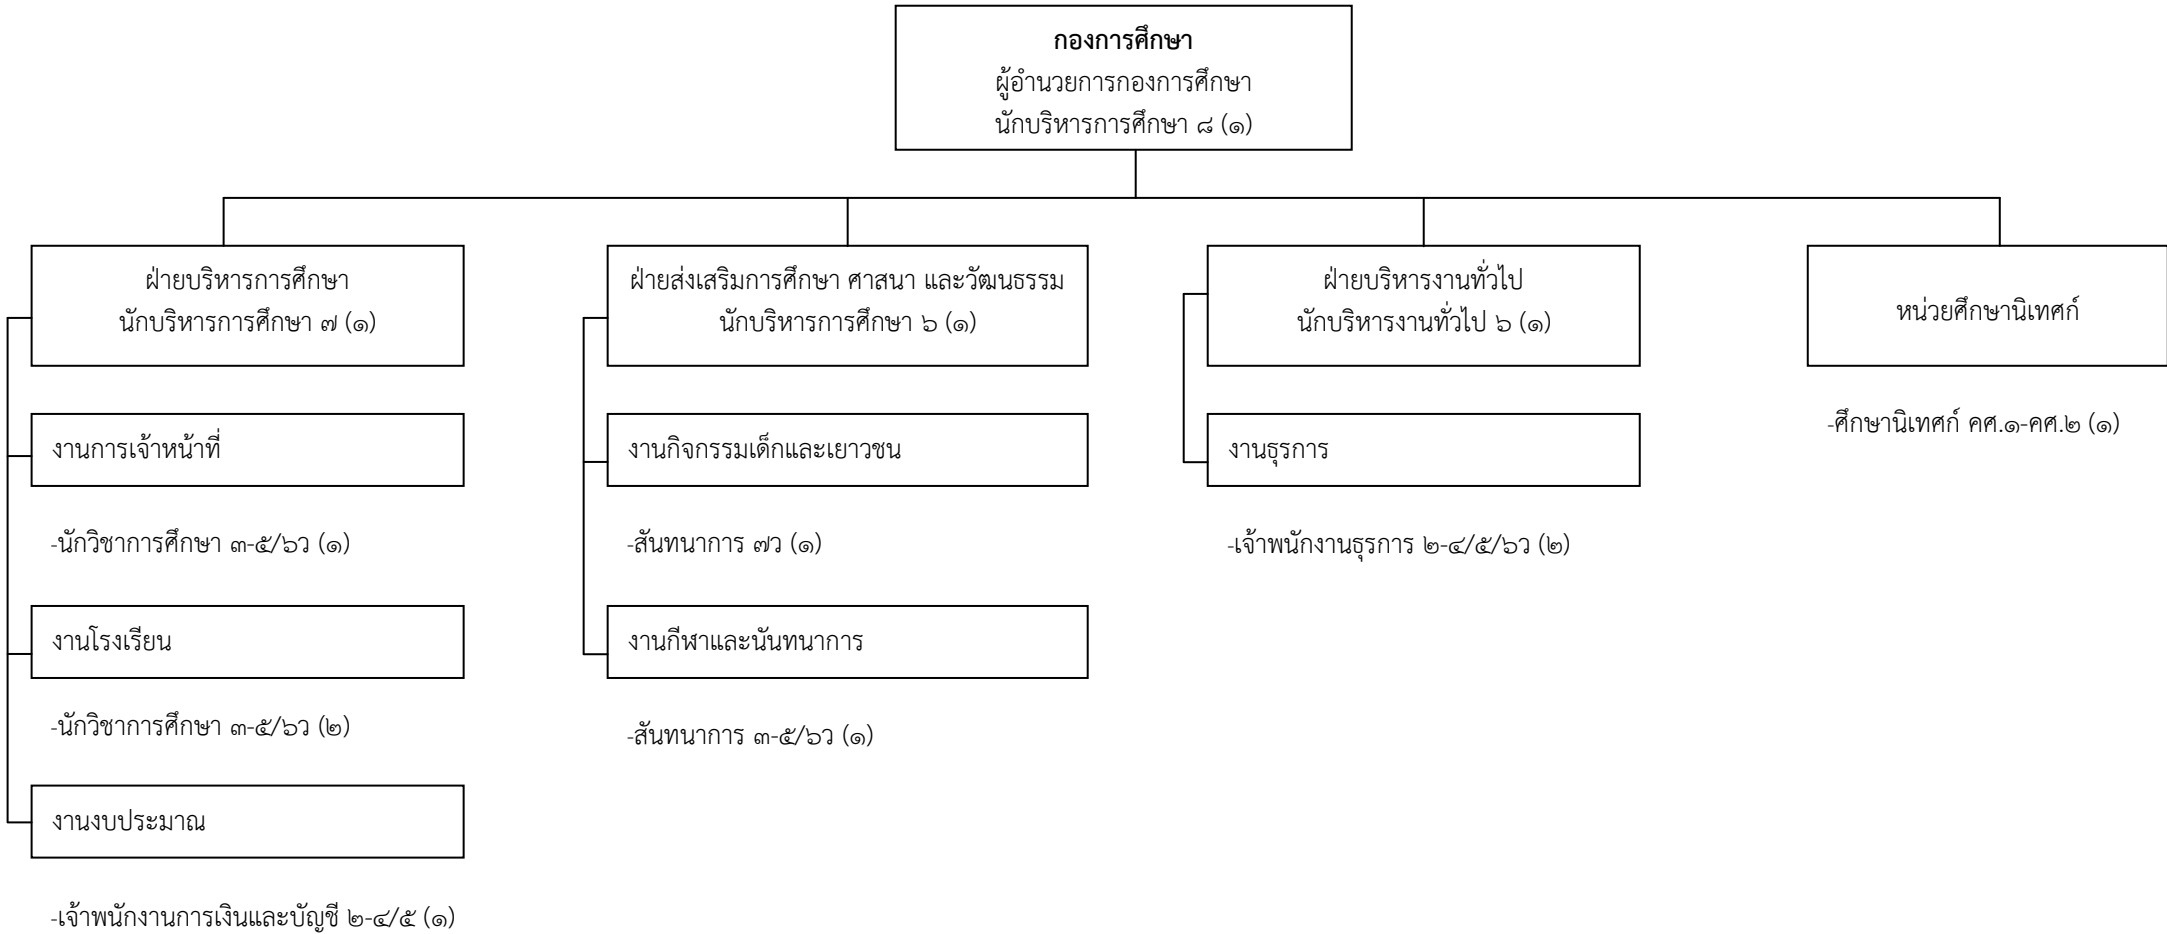 กองการศึกษา
ผู้อำนวยการกองการศึกษา
นักบริหารการศึกษา ๘ (๑)
ฝ่ายบริหารการศึกษา
นักบริหารการศึกษา ๗ (๑)
งานการเจ้าหน้าที่
-นักวิชาการศึกษา ๓-๕/๖ว (๑)
งานโรงเรียน
-นักวิชาการศึกษา ๓-๕/๖ว (๒)
งานงบประมาณ
-เจ้าพนักงานการเงินและบัญชี ๒-๔/๕ (๑)
ฝ่ายส่งเสริมการศึกษา ศาสนา และวัฒนธรรม
นักบริหารการศึกษา ๖ (๑)
งานกิจกรรมเด็กและเยาวชน
-สันทนาการ ๗ว (๑)
งานกีฬาและนันทนาการ
-สันทนาการ ๓-๕/๖ว (๑)
ฝ่ายบริหารงานทั่วไป
นักบริหารงานทั่วไป ๖ (๑)
งานธุรการ
-เจ้าพนักงานธุรการ ๒-๔/๕/๖ว (๒)
หน่วยศึกษานิเทศก์
-ศึกษานิเทศก์ คศ.๑-คศ.๒ (๑)